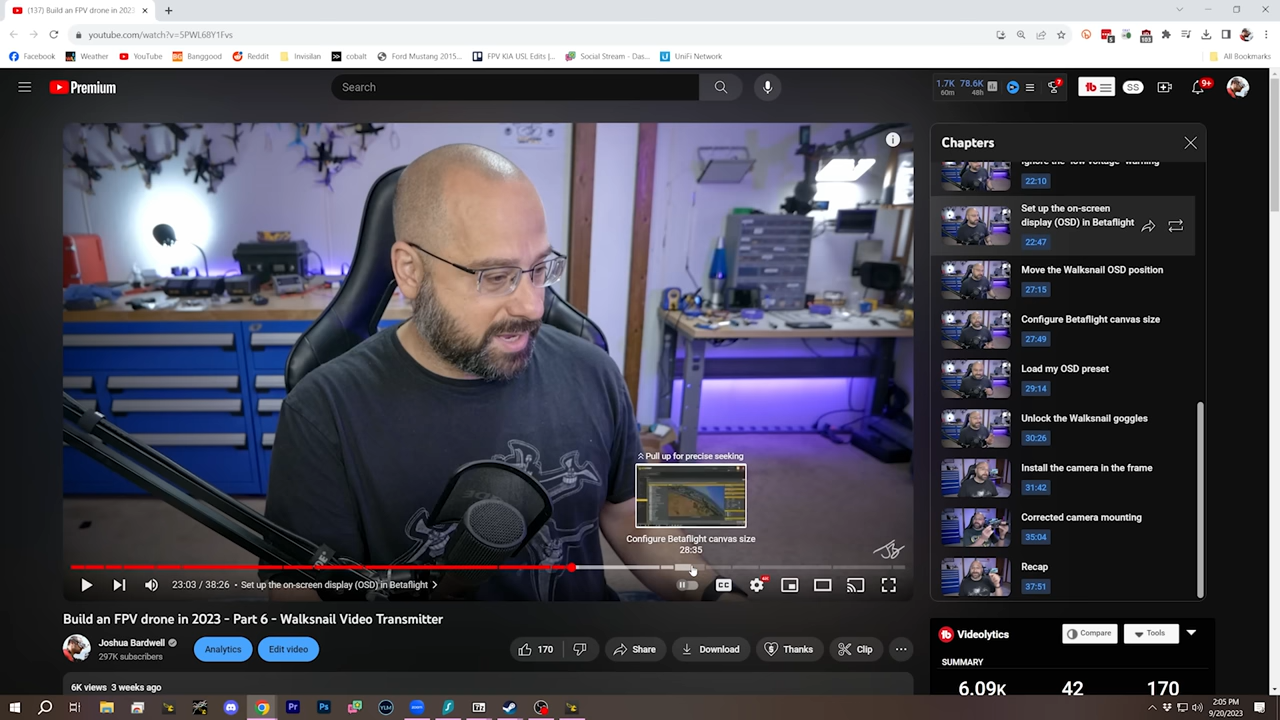 (137) Build an FPV drone in 2023
youtube.com/watch?v=5PWL68Y1Fvs
Facebook Weather YouTube Banggood Reddit Invisilan cobalt Ford Mustang 2015... FPV KIA USL Edits |... Social Stream - Das... UniFi Network All Bookmarks
Premium
Search
1.7K 78.6K
60m 48h
SS
9+
Chapters
Ignore the "low voltage" warning
22:10
Set up the on-screen
display (OSD) in Betaflight
22:47
Move the Walksnail OSD position
27:15
Configure Betaflight canvas size
27:49
Load my OSD preset
29:14
Unlock the Walksnail goggles
30:26
Install the camera in the frame
31:42
Corrected camera mounting
35:04
Recap
37:51
Pull up for precise seeking
Configure Betaflight canvas size
28:35
JB
23:03 / 38:26 • Set up the on-screen display (OSD) in Betaflight
CC
Build an FPV drone in 2023 - Part 6 - Walksnail Video Transmitter
Joshua Bardwell
297K subscribers
Analytics
Edit video
170
Share
Download
Thanks
Clip
6K views 3 weeks ago
tb Videolytics
Compare
Tools
SUMMARY
6.09K 42 170
2:05 PM
9/20/2023